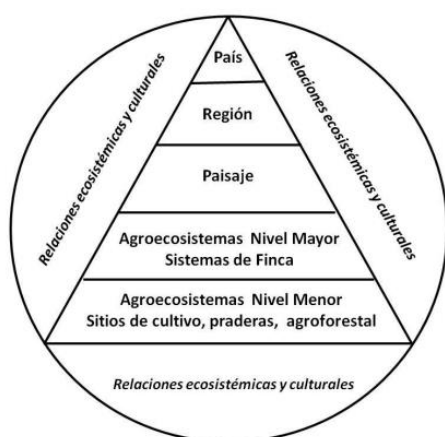 Relaciones ecosistémicas y culturales
País
Región
Paisaje
Agroecosistemas Nivel Mayor
Sistemas de Finca
Agroecosistemas Nivel Menor
Sitios de cultivo, praderas, agroforestal
Relaciones ecosistémicas y culturales
Relaciones ecosistémicas y culturales